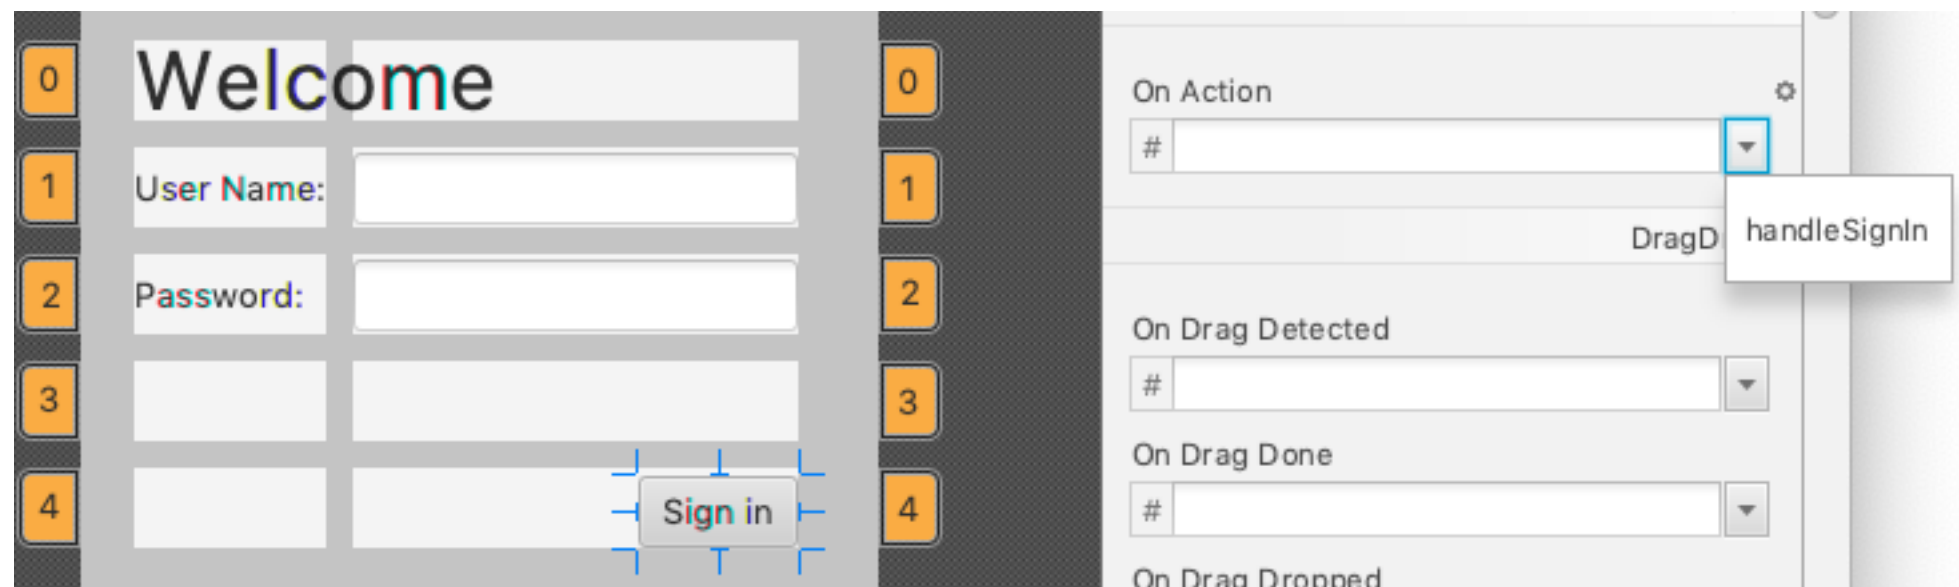 0 Welcome 0
1 User Name: 1
2 Password: 2
3 3
4 Sign in 4
On Action
#
handleSignIn
DragD
On Drag Detected
#
On Drag Done
#
On Drag Dropped